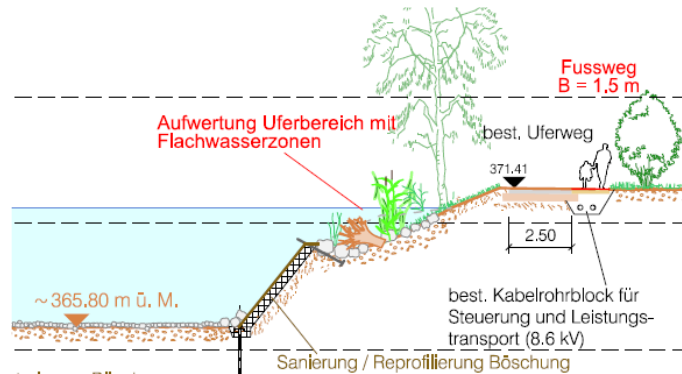 Fussweg
B = 1.5 m
Aufwertung Uferbereich mit
Flachwasserzonen
best. Uferweg
371.41
2.50
~365.80 m ü. M.
best. Kabelrohrblock für
Steuerung und Leistungs-
transport (8.6 kV)
Sanierung / Reprofilierung Böschung